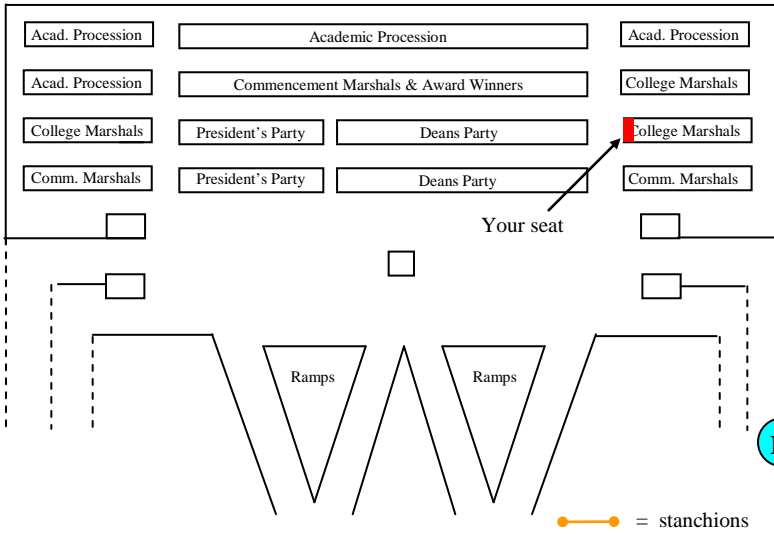 Acad. Procession Academic Procession Acad. Procession
Acad. Procession Commencement Marshals & Award Winners College Marshals
College Marshals President's Party Deans Party College Marshals
Comm. Marshals President's Party Deans Party Comm. Marshals
Your seat
Ramps Ramps
= stanchions